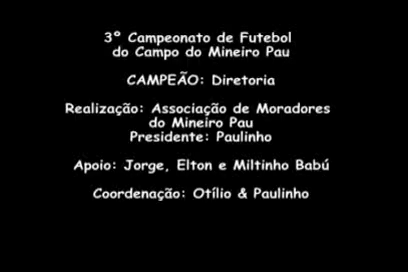 3º Campeonato de Futebol
do Campo do Mineiro Pau
CAMPEÃO: Diretoria
Realização: Associação de Moradores
do Mineiro Pau
Presidente: Paulinho
Apoio: Jorge, Elton e Miltinho Babú
Coordenação: Otílio & Paulinho